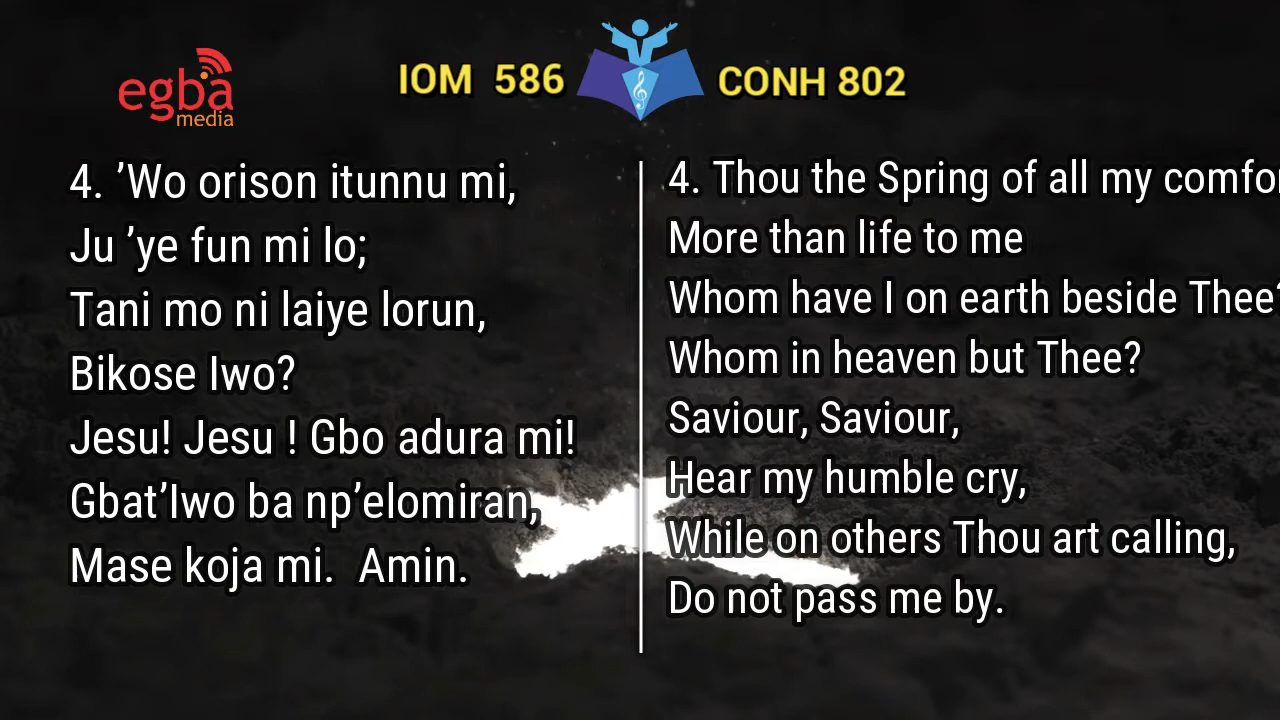 egba
media
IOM 586
CONH 802
4. ’Wo orison itunnu mi,
Ju ’ye fun mi lo;
Tani mo ni laiye lorun,
Bikose Iwo?
Jesu! Jesu ! Gbo adura mi!
Gbat’Iwo ba np’elomiran,
Mase koja mi. Amin.
4. Thou the Spring of all my
More than life to me
Whom have I on earth beside Thee?
Whom in heaven but Thee?
Saviour, Saviour,
Hear my humble cry,
While on others Thou art calling,
Do not pass me by.